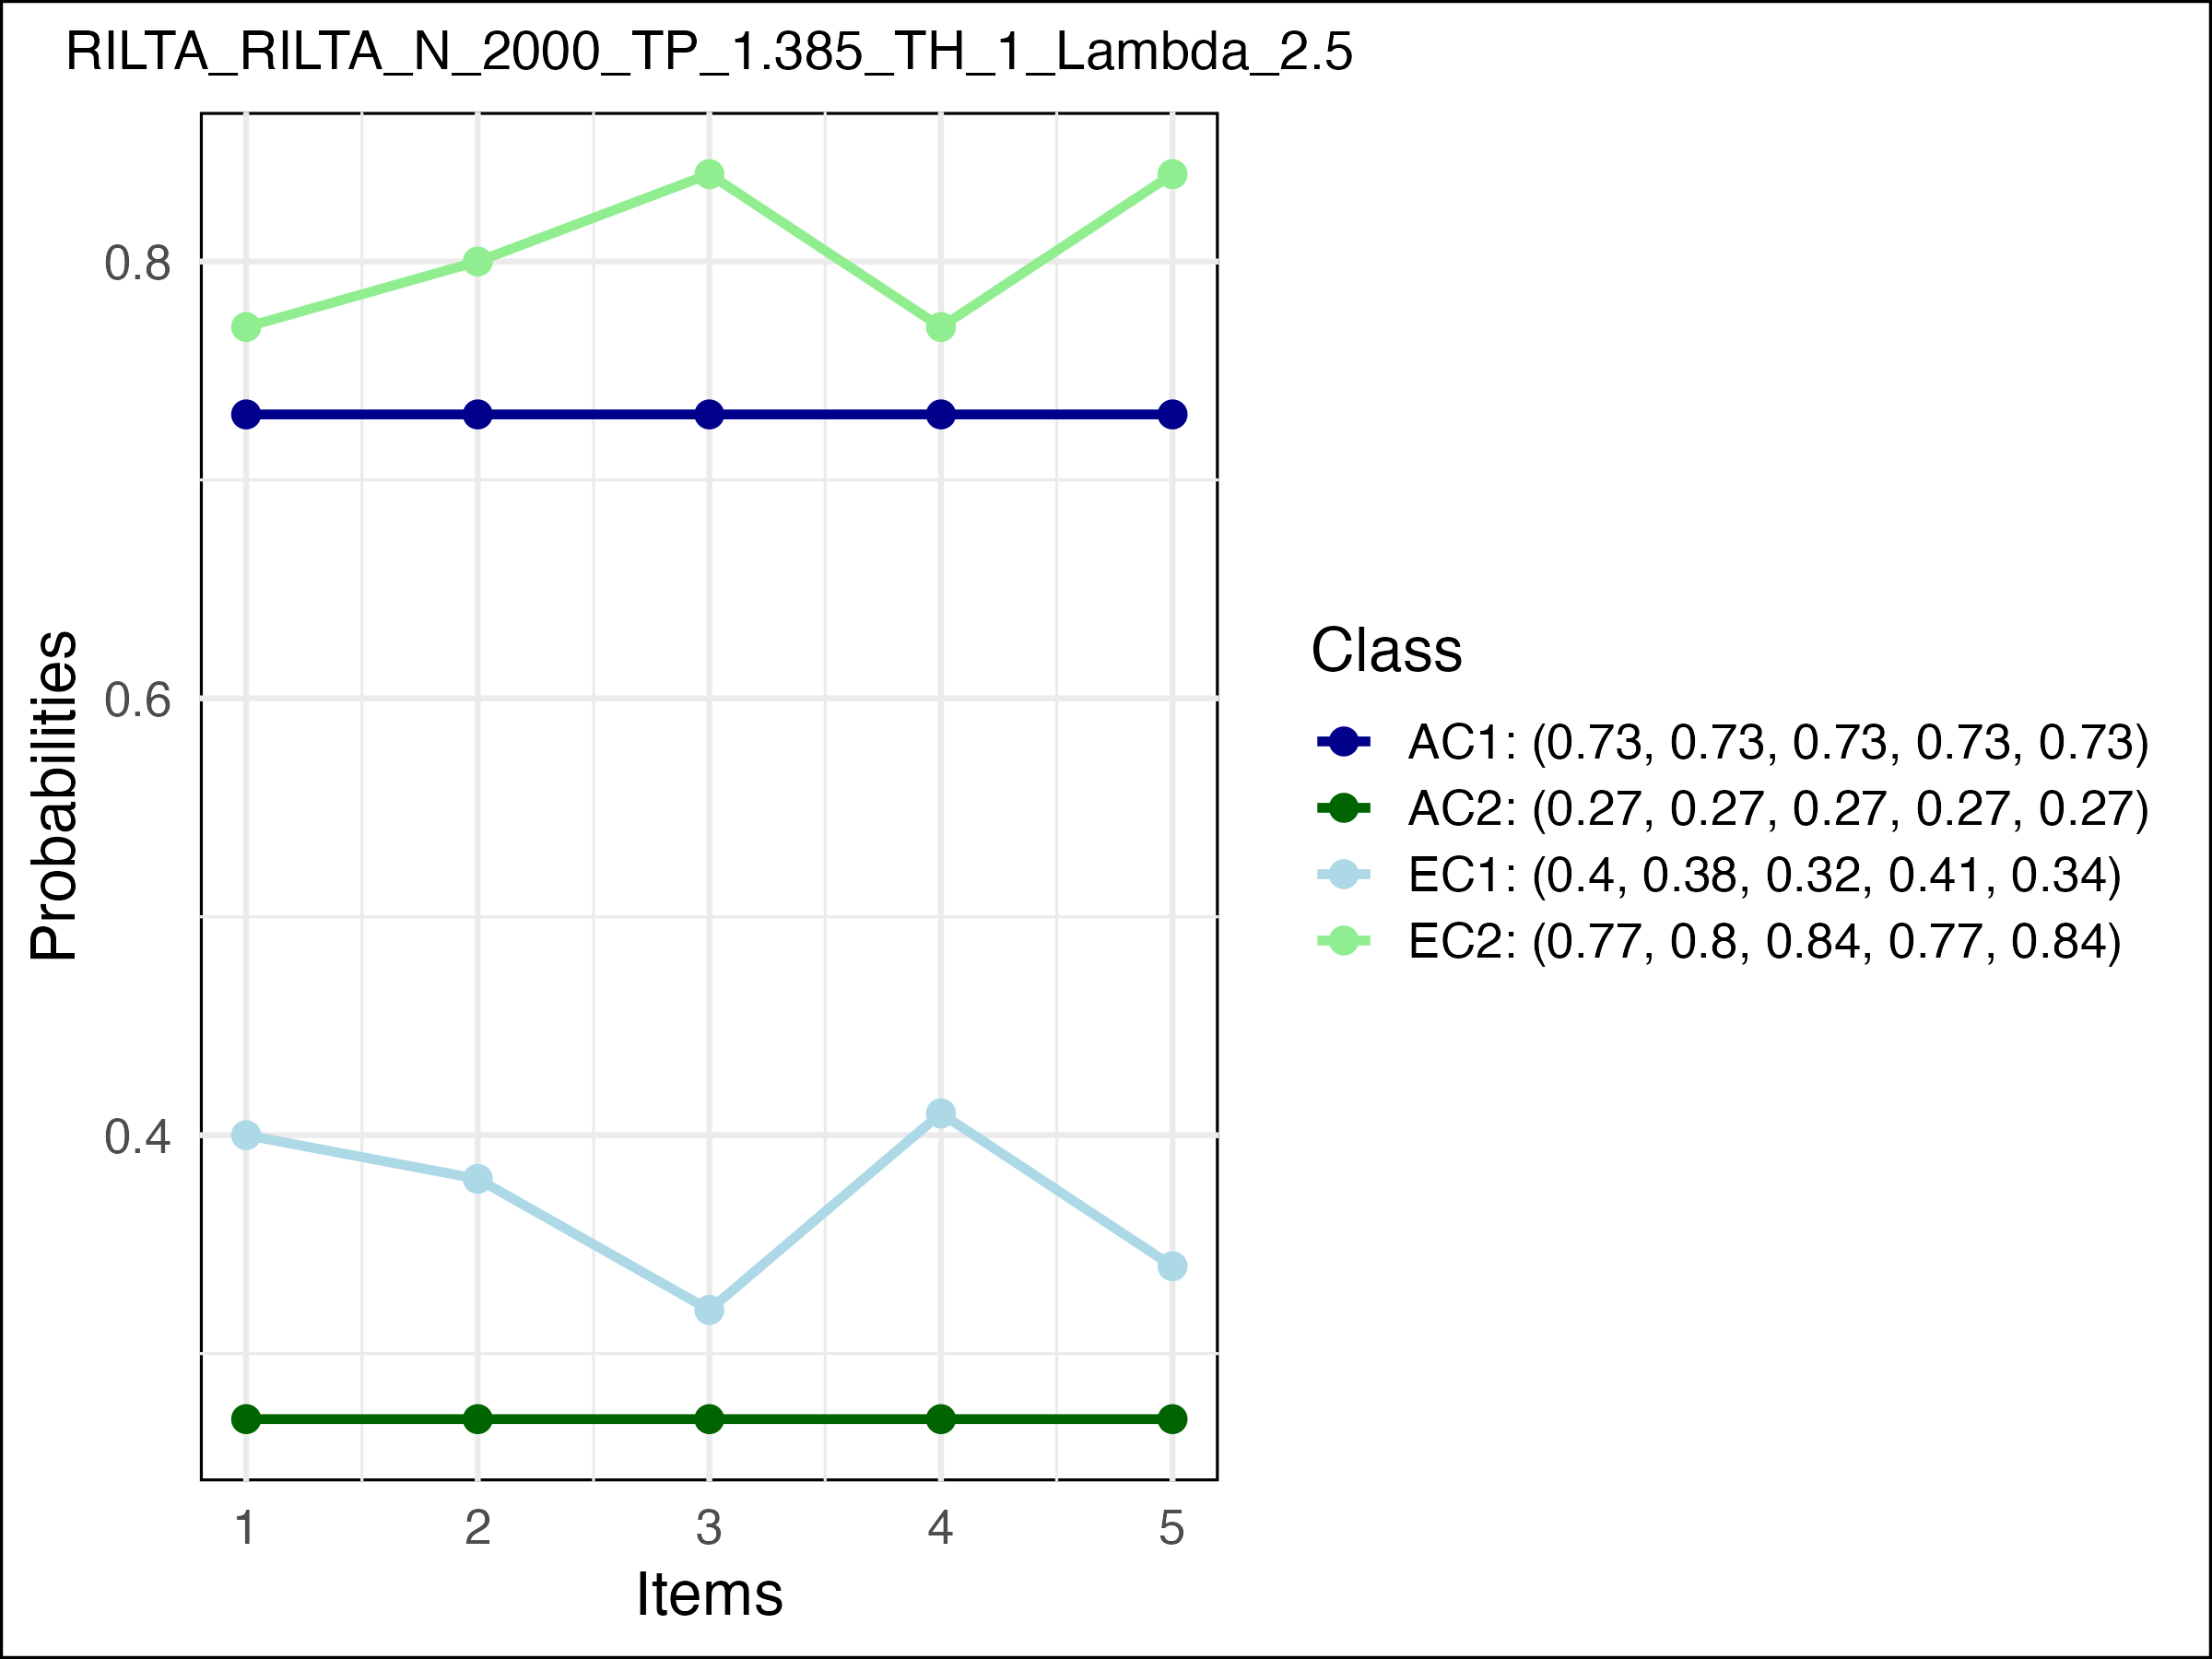 RILTA_RILTA_N_2000_TP_1.385_TH_1_Lambda_2.5
0.8
0.6
0.4
Probabilities
1 2 3 4 5
Items
Class
AC1: (0.73, 0.73, 0.73, 0.73, 0.73)
AC2: (0.27, 0.27, 0.27, 0.27, 0.27)
EC1: (0.4, 0.38, 0.32, 0.41, 0.34)
EC2: (0.77, 0.8, 0.84, 0.77, 0.84)